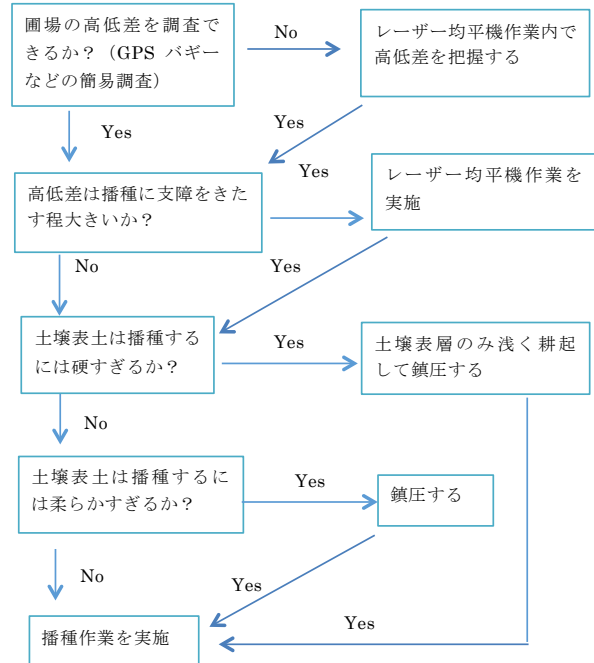 圃場の高低差を調査で
きるか？（GPS バギー
などの簡易調査）
No
レーザー均平機作業内で
高低差を把握する
Yes
Yes
高低差は播種に支障をきた
す程大きいか？
Yes
レーザー均平機作業を
実施
No
Yes
土壌表土は播種する
には硬すぎるか？
Yes
土壌表層のみ浅く耕起
して鎮圧する
No
土壌表土は播種するに
は柔らかすぎるか？
Yes
鎮圧する
No
Yes
播種作業を実施
Yes